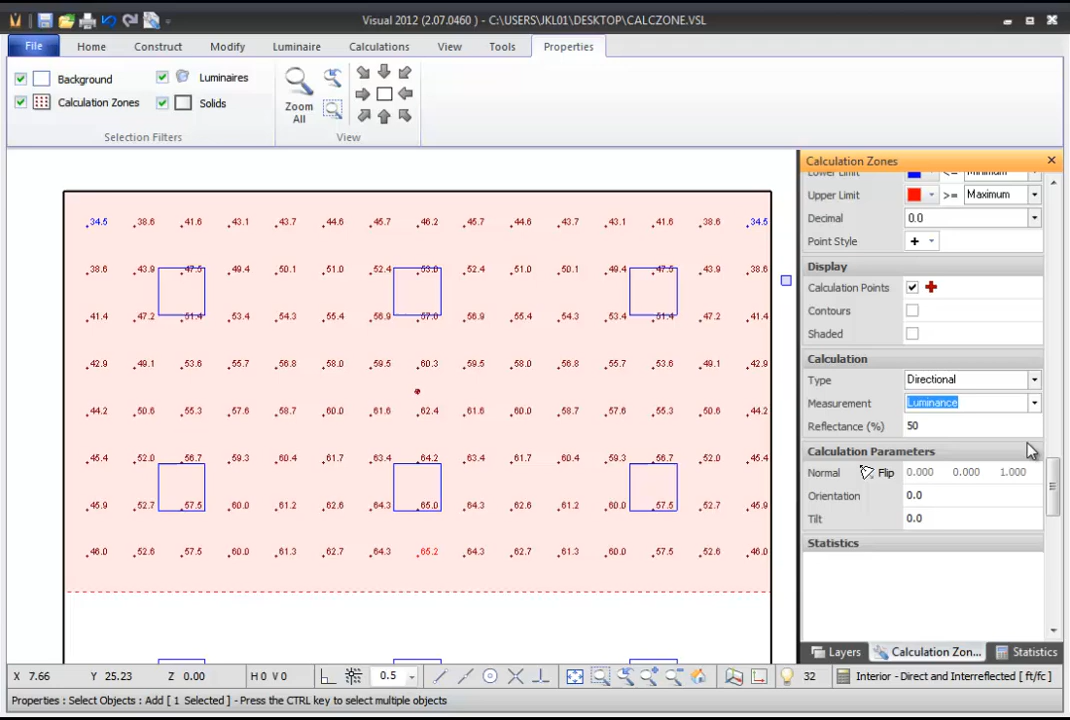 Visual 2012 (2.07.0460) - C:\USERS\JKL01\DESKTOP\CALCZONE.VSL
File Home Construct Modify Luminaire Calculations View Tools Properties
Background Luminaires
Calculation Zones Solids
Zoom All
Selection Filters View
Calculation Zones
Lower Limit <= Minimum
Upper Limit >= Maximum
Decimal 0.0
Point Style
Display
Calculation Points
Contours
Shaded
Calculation
Type Directional
Measurement Luminance
Reflectance (%) 50
Calculation Parameters
Normal Flip 0.000 0.000 1.000
Orientation 0.0
Tilt 0.0
Statistics
34.5 38.6 41.6 43.1 43.7 44.6 45.7 46.2 45.7 44.6 43.7 43.1 41.6 38.6 34.5
38.6 43.9 47.5 49.4 50.1 51.0 52.4 53.0 52.4 51.0 50.1 49.4 47.5 43.9 38.6
41.4 47.2 51.4 53.4 54.3 55.4 56.9 57.0 56.9 55.4 54.3 53.4 51.4 47.2 41.4
42.9 49.1 53.6 55.7 56.8 58.0 59.5 60.3 59.5 58.0 56.8 55.7 53.6 49.1 42.9
44.2 50.6 55.3 57.6 58.7 60.0 61.6 62.4 61.6 60.0 58.7 57.6 55.3 50.6 44.2
45.4 52.0 56.7 59.3 60.4 61.7 63.4 64.2 63.4 61.7 60.4 59.3 56.7 52.0 45.4
45.9 52.7 57.5 60.0 61.2 62.6 64.3 65.0 64.3 62.6 61.2 60.0 57.5 52.7 45.9
46.0 52.6 57.5 60.0 61.3 62.7 64.3 65.2 64.3 62.7 61.3 60.0 57.5 52.6 46.0
Layers Calculation Zon... Statistics
X 7.66 Y 25.23 Z 0.00 H 0 V 0 0.5 32 Interior - Direct and Interreflected [ ft/fc ]
Properties : Select Objects : Add [ 1 Selected ] - Press the CTRL key to select multiple objects